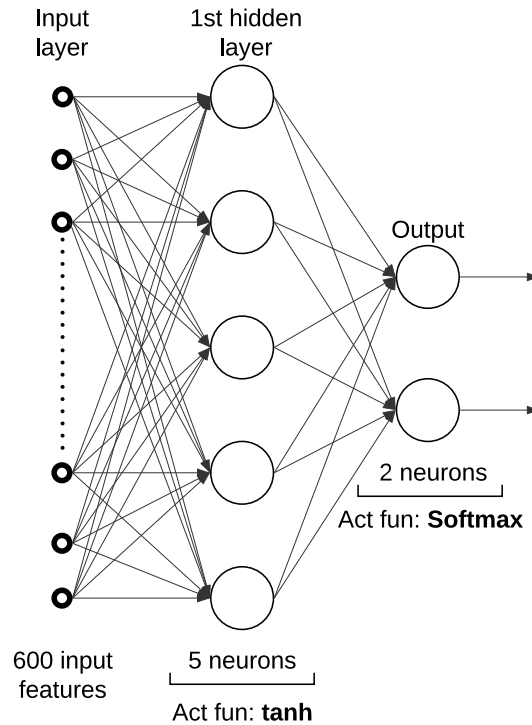 Input
layer
1st hidden
layer
Output
2 neurons
Act fun: Softmax
600 input
features
5 neurons
Act fun: tanh